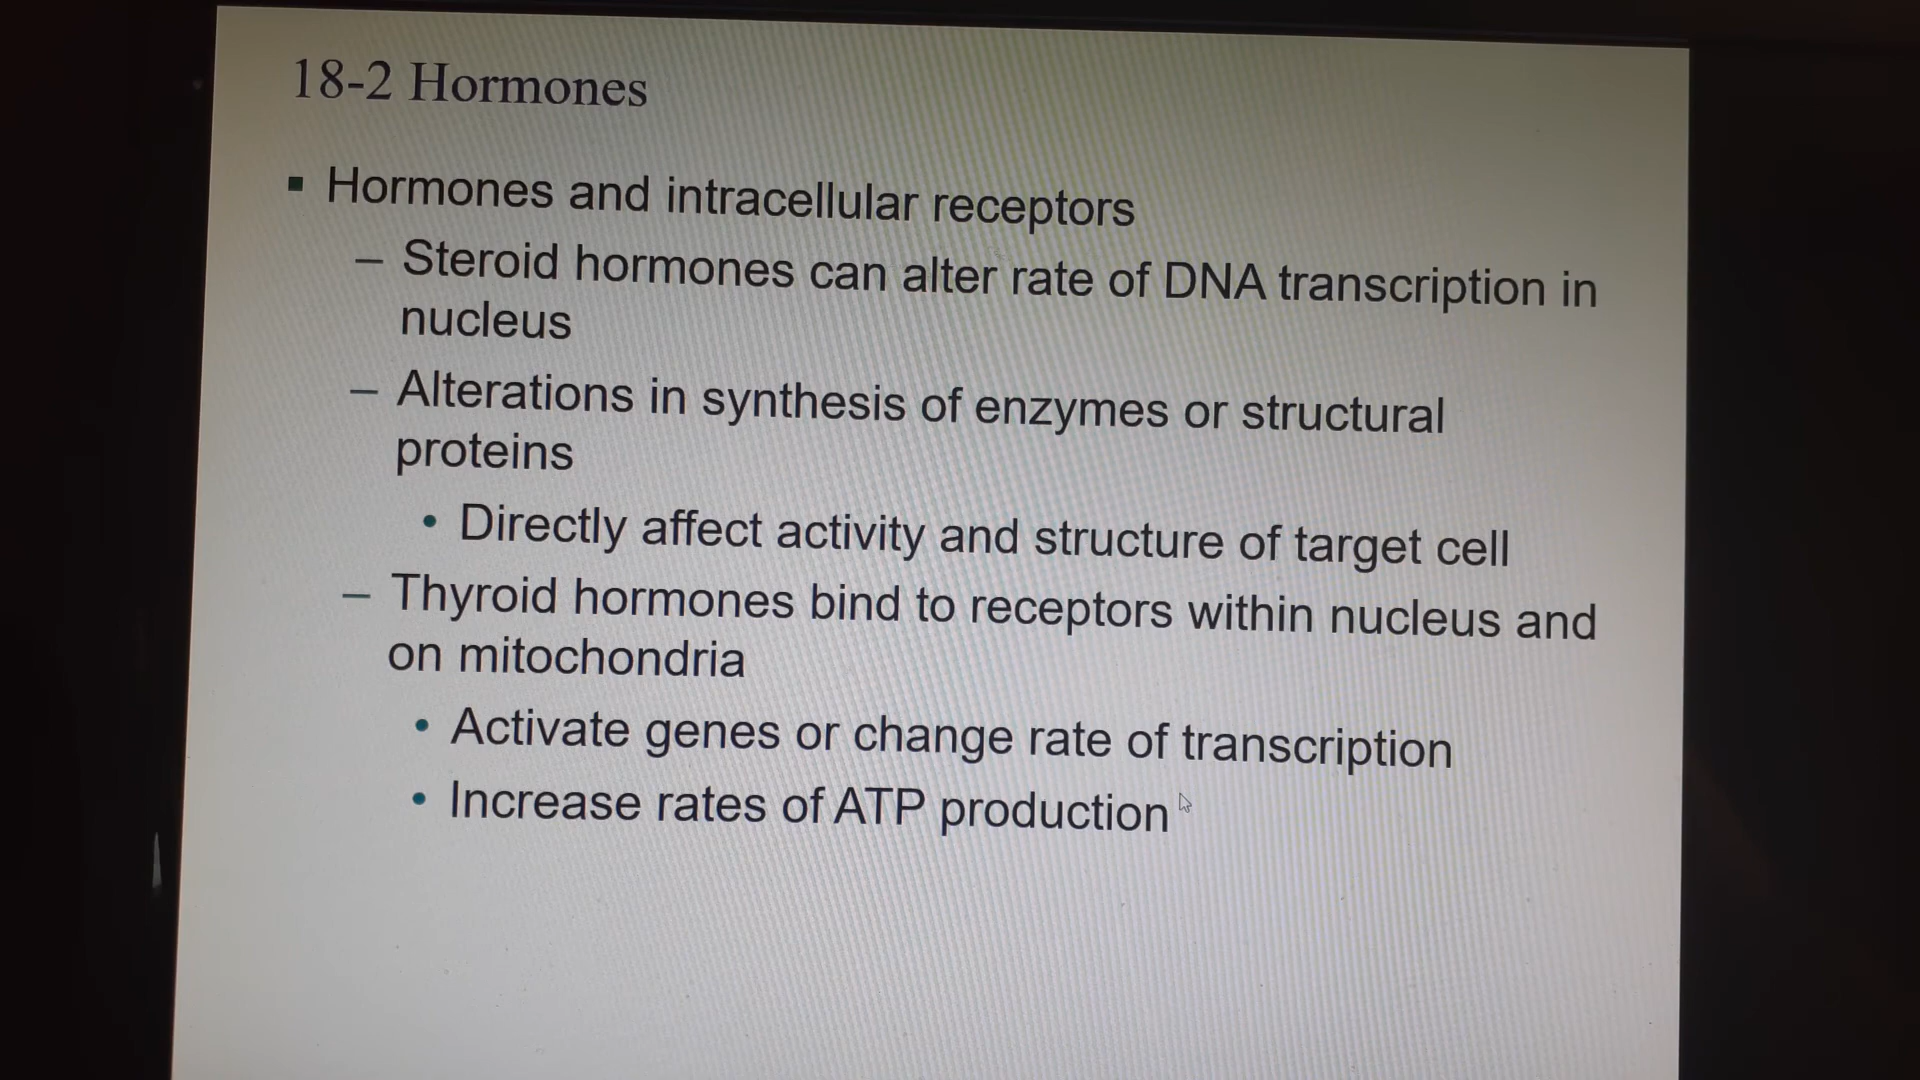 18-2 Hormones
▪ Hormones and intracellular receptors
– Steroid hormones can alter rate of DNA transcription in
nucleus
– Alterations in synthesis of enzymes or structural
proteins
• Directly affect activity and structure of target cell
– Thyroid hormones bind to receptors within nucleus and
on mitochondria
• Activate genes or change rate of transcription
• Increase rates of ATP production